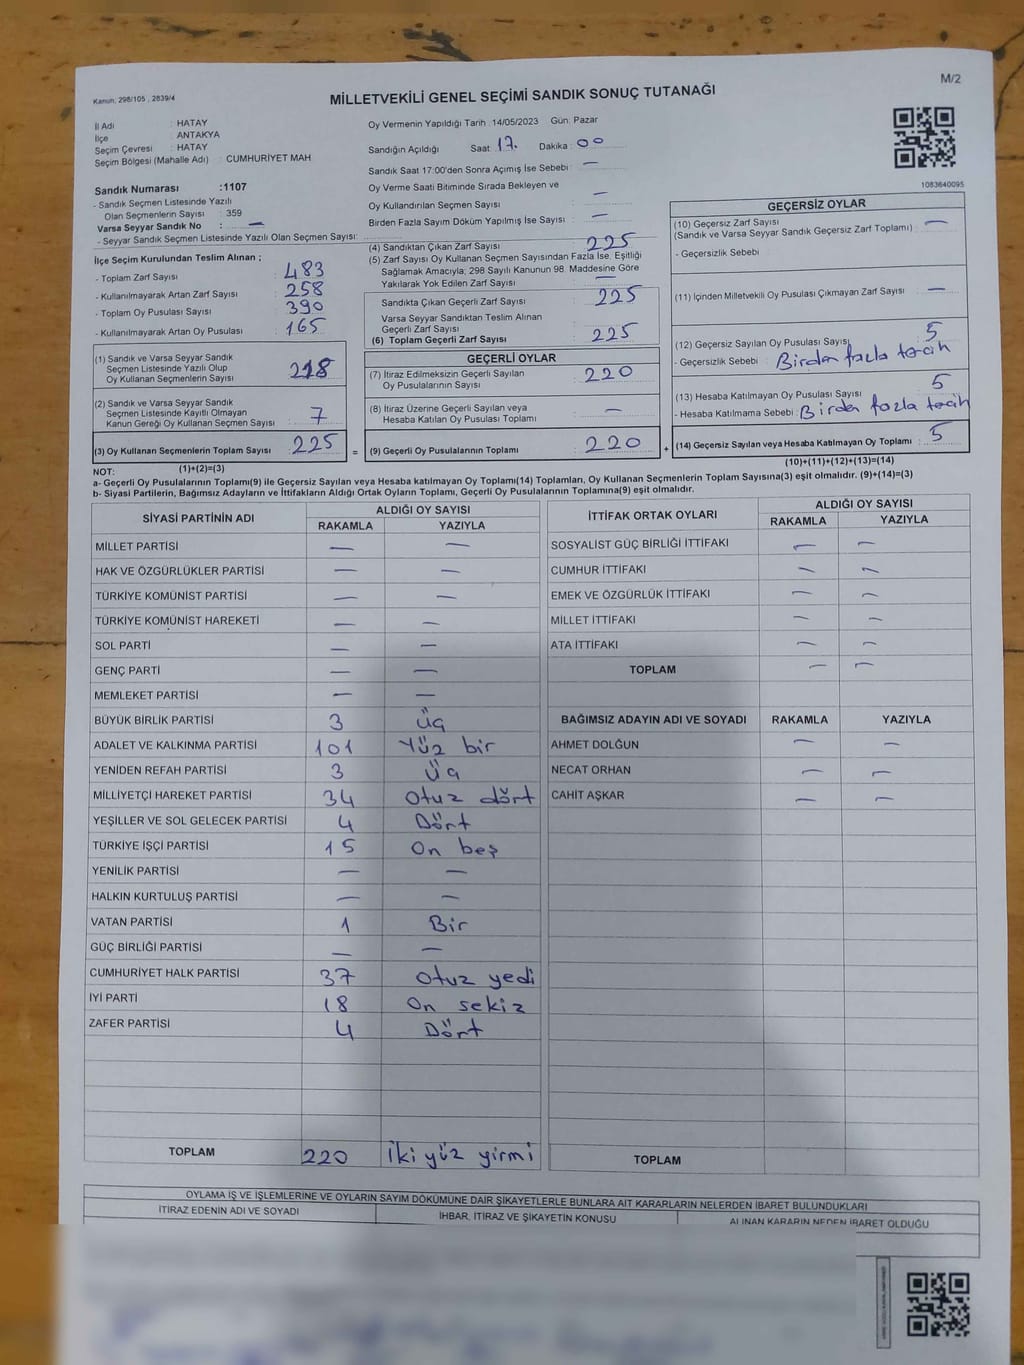 M/2
Kanun, 298/105 , 2839/4
MİLLETVEKİLİ GENEL SEÇİMİ SANDIK SONUÇ TUTANAĞI
İl Adı : HATAY
İlçe : ANTAKYA
Seçim Çevresi : HATAY
Seçim Bölgesi (Mahalle Adı) : CUMHURİYET MAH
Sandık Numarası :1107
- Sandık Seçmen Listesinde Yazılı
Olan Seçmenlerin Sayısı : 359
Varsa Seyyar Sandık No : —
- Seyyar Sandık Seçmen Listesinde Yazılı Olan Seçmen Sayısı:
İlçe Seçim Kurulundan Teslim Alınan ;
- Toplam Zarf Sayısı : 483
- Kullanılmayarak Artan Zarf Sayısı : 258
- Toplam Oy Pusulası Sayısı : 390
- Kullanılmayarak Artan Oy Pusulası : 165
Oy Vermenin Yapıldığı Tarih : 14/05/2023 Gün: Pazar
Sandığın Açıldığı Saat : 17. Dakika : 00
Sandık Saat 17:00'den Sonra Açımış İse Sebebi : —
Oy Verme Saati Bitiminde Sırada Bekleyen ve
Oy Kullandırılan Seçmen Sayısı : —
Birden Fazla Sayım Döküm Yapılmış İse Sayısı : —
(4) Sandıktan Çıkan Zarf Sayısı : 225
(5) Zarf Sayısı Oy Kullanan Seçmen Sayısından Fazla İse, Eşitliği
Sağlamak Amacıyla, 298 Sayılı Kanunun 98. Maddesine Göre
Yakılarak Yok Edilen Zarf Sayısı : —
Sandıkta Çıkan Geçerli Zarf Sayısı : 225
Varsa Seyyar Sandıktan Teslim Alınan
Geçerli Zarf Sayısı :
(6) Toplam Geçerli Zarf Sayısı : 225
1083640095
GEÇERSİZ OYLAR
(10) Geçersiz Zarf Sayısı : —
(Sandık ve Varsa Seyyar Sandık Geçersiz Zarf Toplamı)
- Geçersizlik Sebebi
(11) İçinden Milletvekili Oy Pusulası Çıkmayan Zarf Sayısı : —
(12) Geçersiz Sayılan Oy Pusulası Sayısı : 5
- Geçersizlik Sebebi : Birden fazla tercih
(13) Hesaba Katılmayan Oy Pusulası Sayısı : 5
- Hesaba Katılmama Sebebi : Birden fazla tercih
(14) Geçersiz Sayılan veya Hesaba Katılmayan Oy Toplamı : 5
(10)+(11)+(12)+(13)=(14)
(1) Sandık ve Varsa Seyyar Sandık
Seçmen Listesinde Yazılı Olup
Oy Kullanan Seçmenlerin Sayısı : 218
(2) Sandık ve Varsa Seyyar Sandık
Seçmen Listesinde Kayıtlı Olmayan
Kanun Gereği Oy Kullanan Seçmen Sayısı : 7
(3) Oy Kullanan Seçmenlerin Toplam Sayısı : 225
(1)+(2)=(3)
GEÇERLİ OYLAR
(7) İtiraz Edilmeksizin Geçerli Sayılan
Oy Pusulalarının Sayısı : 220
(8) İtiraz Üzerine Geçerli Sayılan veya
Hesaba Katılan Oy Pusulası Toplamı : —
= (9) Geçerli Oy Pusulalarının Toplamı : 220 +
NOT:
a- Geçerli Oy Pusulalarının Toplamı(9) ile Geçersiz Sayılan veya Hesaba katılmayan Oy Toplamı(14) Toplamları, Oy Kullanan Seçmenlerin Toplam Sayısına(3) eşit olmalıdır. (9)+(14)=(3)
b- Siyasi Partilerin, Bağımsız Adayların ve İttifakların Aldığı Ortak Oyların Toplamı, Geçerli Oy Pusulalarının Toplamına(9) eşit olmalıdır.
SİYASİ PARTİNİN ADI ALDIĞI OY SAYISI
RAKAMLA YAZIYLA
MİLLET PARTİSİ — —
HAK VE ÖZGÜRLÜKLER PARTİSİ — —
TÜRKİYE KOMÜNİST PARTİSİ — —
TÜRKİYE KOMÜNİST HAREKETİ — —
SOL PARTİ — —
GENÇ PARTİ — —
MEMLEKET PARTİSİ — —
BÜYÜK BİRLİK PARTİSİ 3 Üç
ADALET VE KALKINMA PARTİSİ 101 Yüz bir
YENİDEN REFAH PARTİSİ 3 Üç
MİLLİYETÇİ HAREKET PARTİSİ 34 Otuz dört
YEŞİLLER VE SOL GELECEK PARTİSİ 4 Dört
TÜRKİYE İŞÇİ PARTİSİ 15 On beş
YENİLİK PARTİSİ — —
HALKIN KURTULUŞ PARTİSİ — —
VATAN PARTİSİ 1 Bir
GÜÇ BİRLİĞİ PARTİSİ — —
CUMHURİYET HALK PARTİSİ 37 Otuz yedi
İYİ PARTİ 18 On sekiz
ZAFER PARTİSİ 4 Dört
TOPLAM 220 İki yüz yirmi
İTTİFAK ORTAK OYLARI ALDIĞI OY SAYISI
RAKAMLA YAZIYLA
SOSYALİST GÜÇ BİRLİĞİ İTTİFAKI — —
CUMHUR İTTİFAKI — —
EMEK VE ÖZGÜRLÜK İTTİFAKI — —
MİLLET İTTİFAKI — —
ATA İTTİFAKI — —
TOPLAM — —
BAĞIMSIZ ADAYIN ADI VE SOYADI RAKAMLA YAZIYLA
AHMET DOLĞUN — —
NECAT ORHAN — —
CAHİT AŞKAR — —
TOPLAM
OYLAMA İŞ VE İŞLEMLERİNE VE OYLARIN SAYIM DÖKÜMÜNE DAİR ŞİKAYETLERLE BUNLARA AİT KARARLARIN NELERDEN İBARET BULUNDUKLARI
İTİRAZ EDENİN ADI VE SOYADI İHBAR, İTİRAZ VE ŞİKAYETİN KONUSU ALINAN KARARIN NEDEN İBARET OLDUĞU